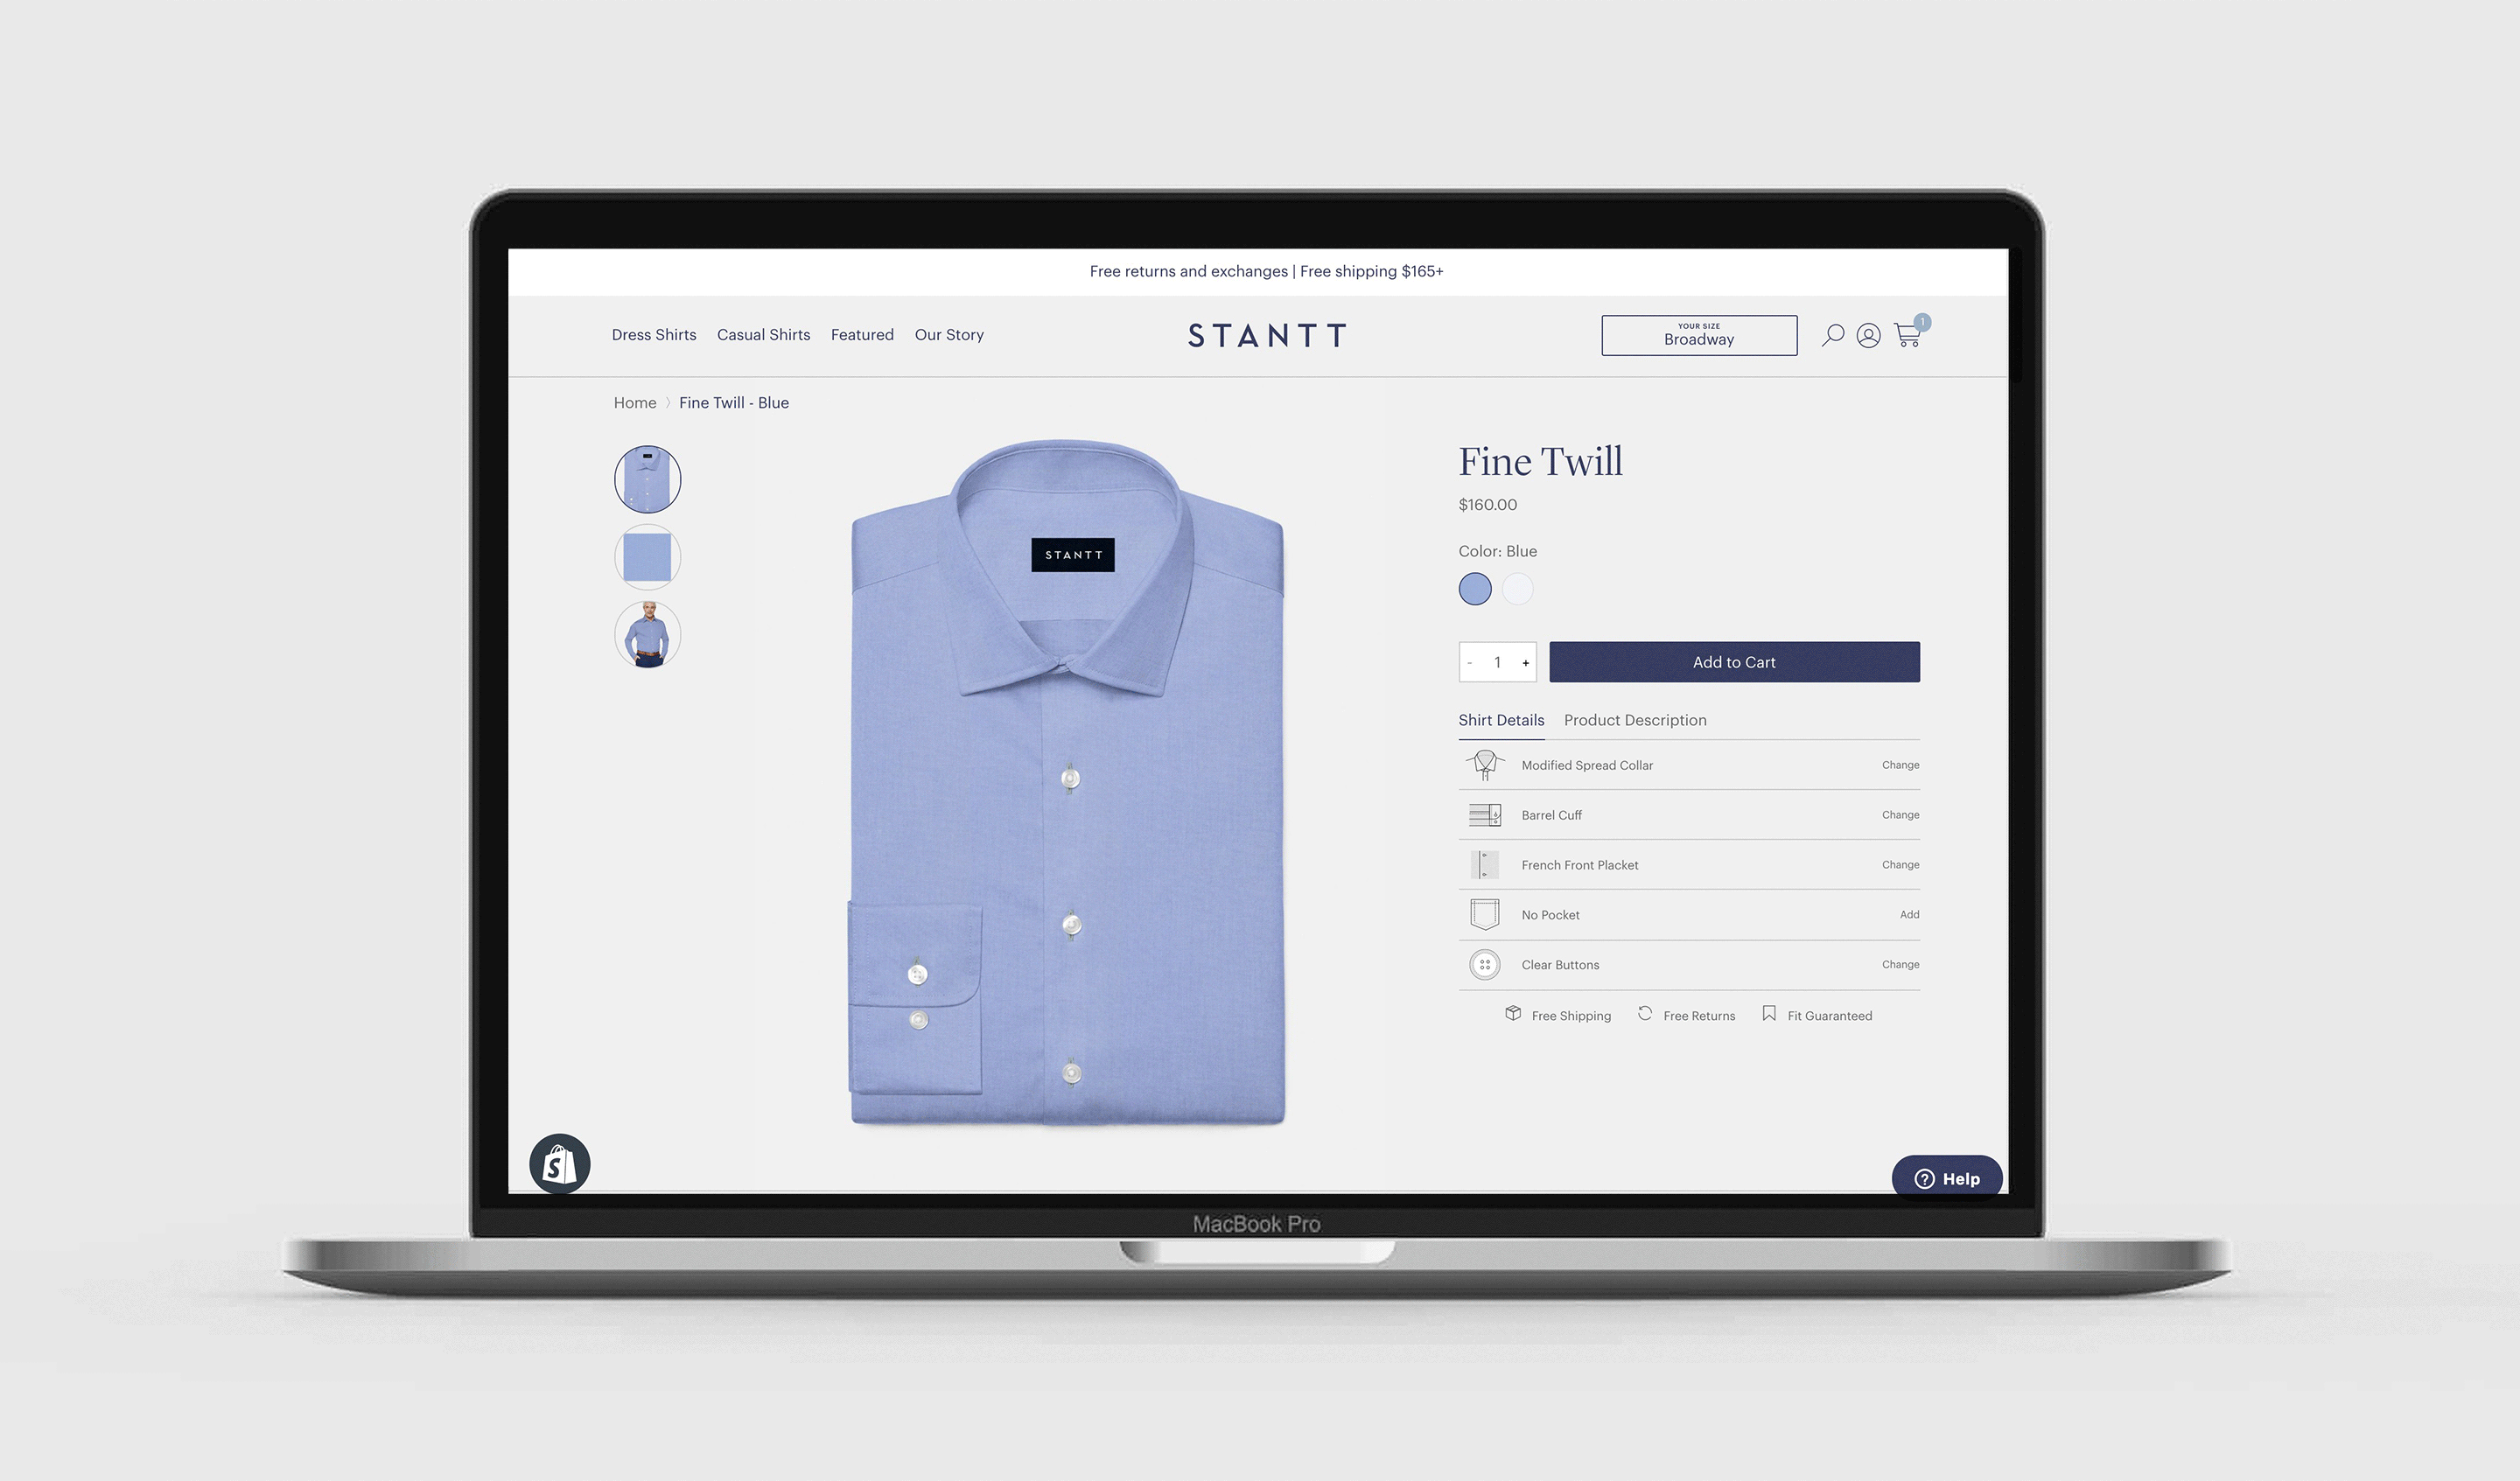 Free returns and exchanges | Free shipping $165+
Dress Shirts Casual Shirts Featured Our Story
STANTT
YOUR SIZE
Broadway
1
Home 〉 Fine Twill - Blue
STANTT
Fine Twill
$160.00
Color: Blue
- 1 +
Add to Cart
Shirt Details Product Description
Modified Spread Collar Change
Barrel Cuff Change
French Front Placket Change
No Pocket Add
Clear Buttons Change
Free Shipping Free Returns Fit Guaranteed
S
? Help
MacBook Pro